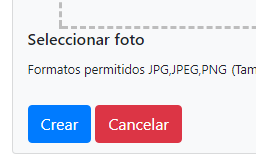 Seleccionar foto
Formatos permitidos JPG,JPEG,PNG (Tam
Crear Cancelar